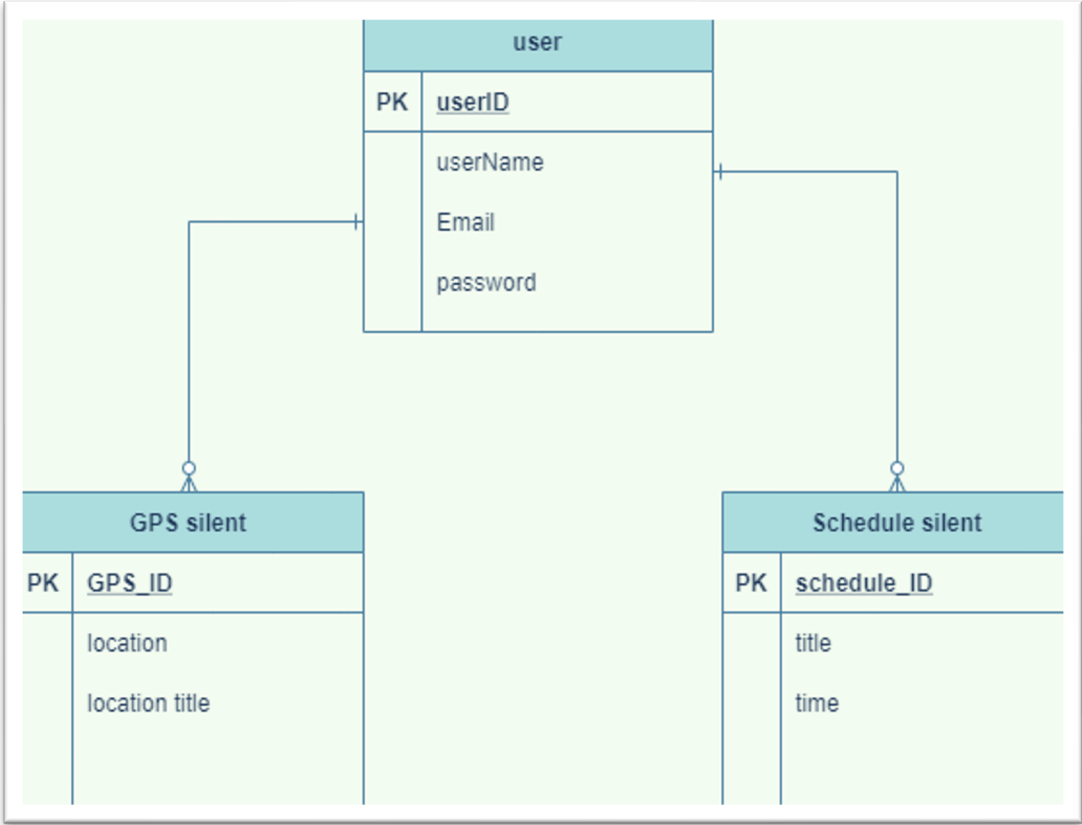 user
PK userID
userName
Email
password
GPS silent
PK GPS_ID
location
location title
Schedule silent
PK schedule_ID
title
time